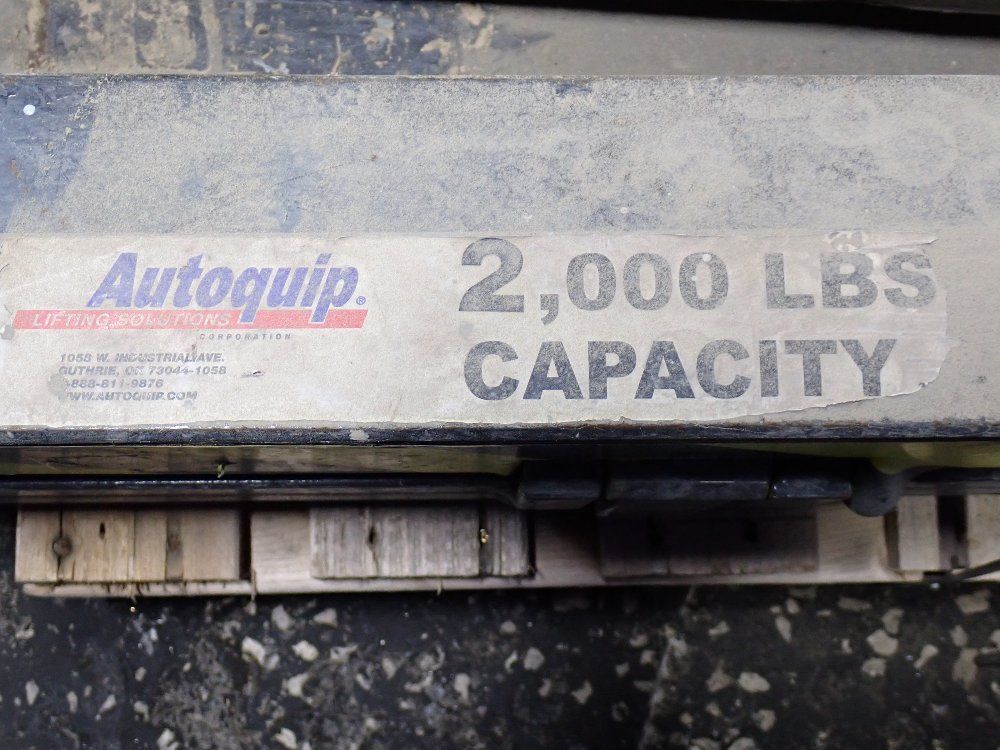 Autoquip®
LIFTING SOLUTIONS
CORPORATION
1058 W. INDUSTRIAL AVE.
GUTHRIE, OK 73044-1058
-888-811-9876
WWW.AUTOQUIP.COM
2,000 LBS
CAPACITY